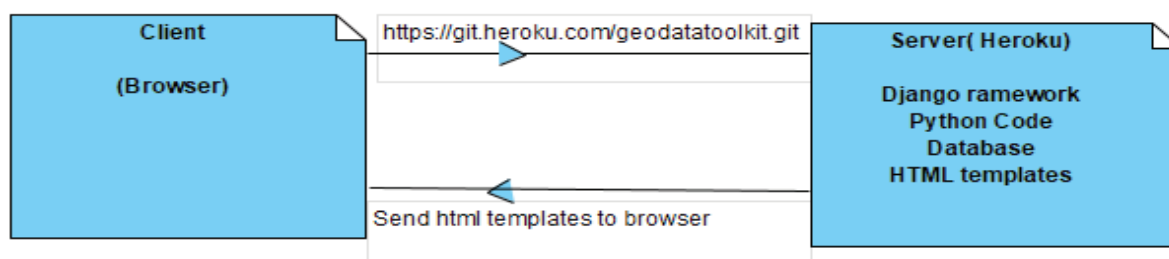 Client
(Browser)
https://git.heroku.com/geodatatoolkit.git
Send html templates to browser
Server( Heroku)
Django ramework
Python Code
Database
HTML templates